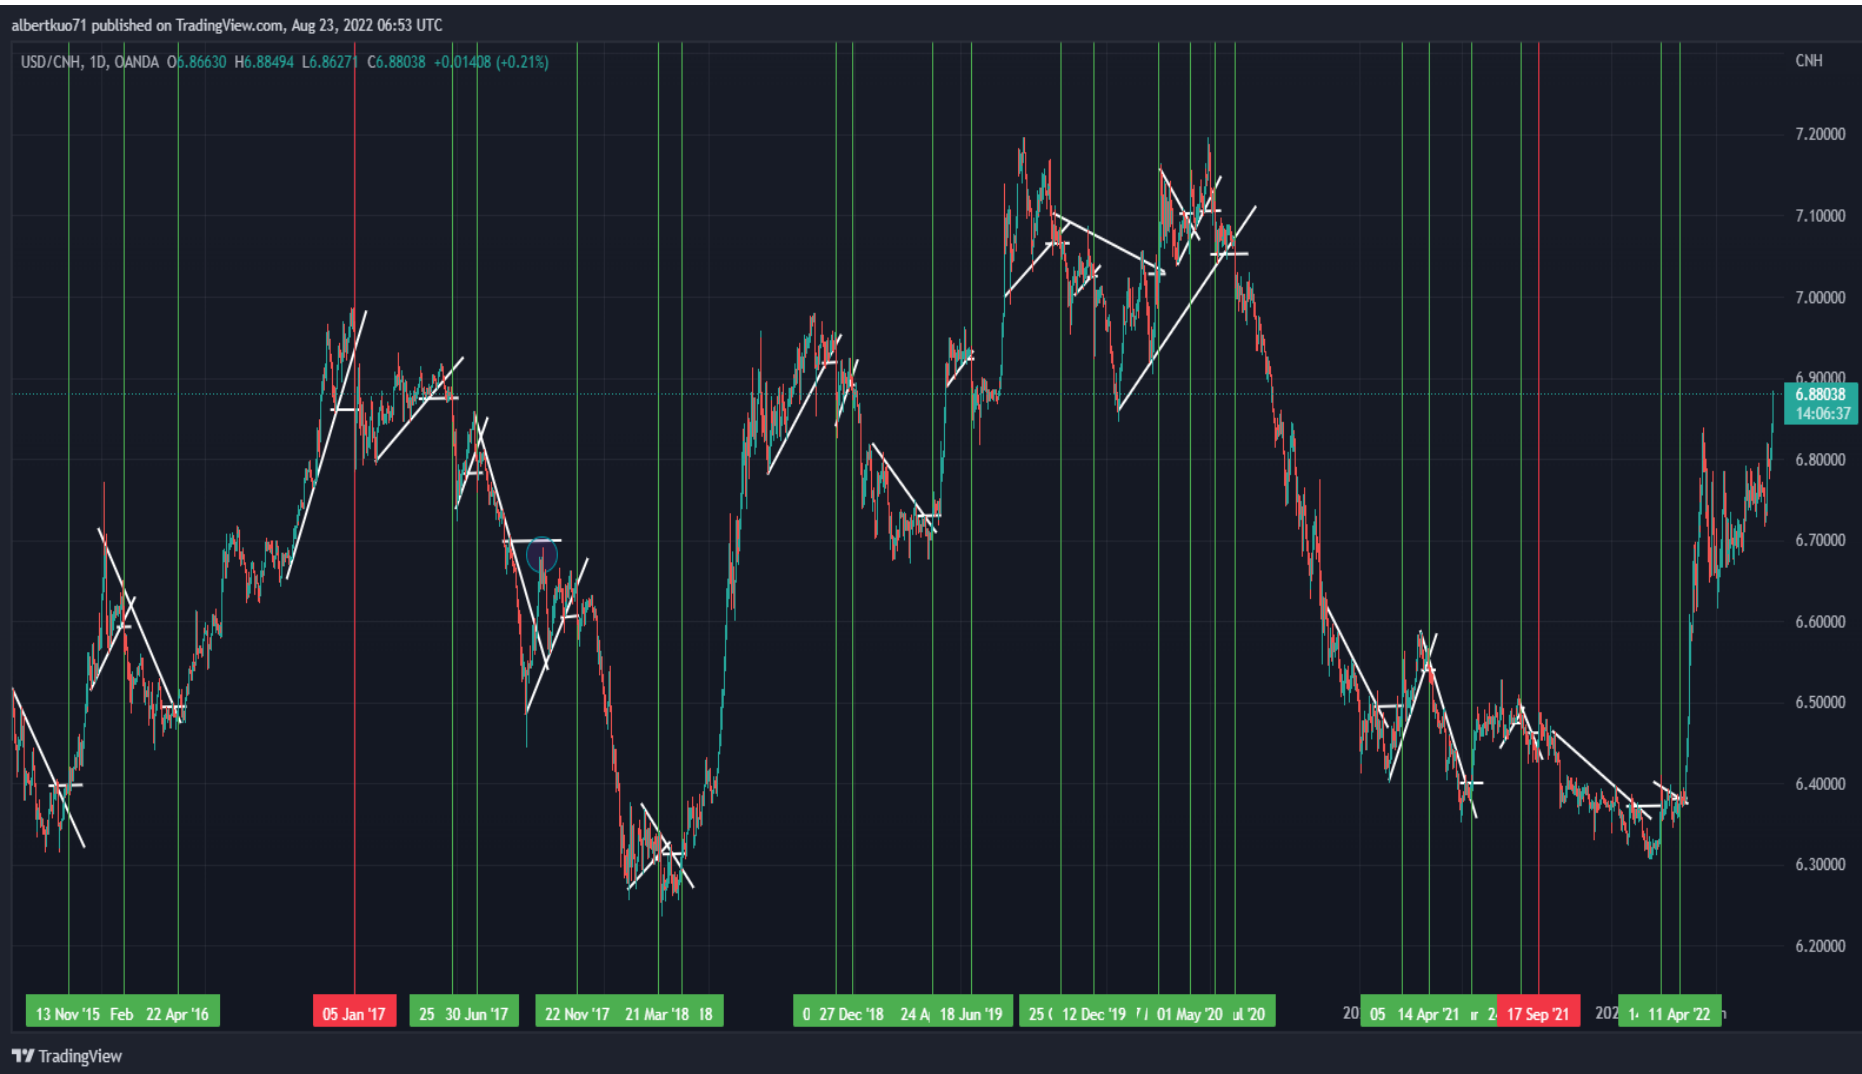 albertkuo71 published on TradingView.com, Aug 23, 2022 06:53 UTC
USD/CNH, 1D, OANDA O6.86630 H6.88494 L6.86271 C6.88038 +0.01408 (+0.21%)
CNH
7.20000
7.10000
7.00000
6.90000
6.88038
14:06:37
6.80000
6.70000
6.60000
6.50000
6.40000
6.30000
6.20000
13 Nov '15 Feb 22 Apr '16 05 Jan '17 25 30 Jun '17 22 Nov '17 21 Mar '18 18 27 Dec '18 24 18 Jun '19 25 12 Dec '19 01 May '20 '20 20 05 14 Apr '21 17 Sep '21 202 11 Apr '22
TradingView